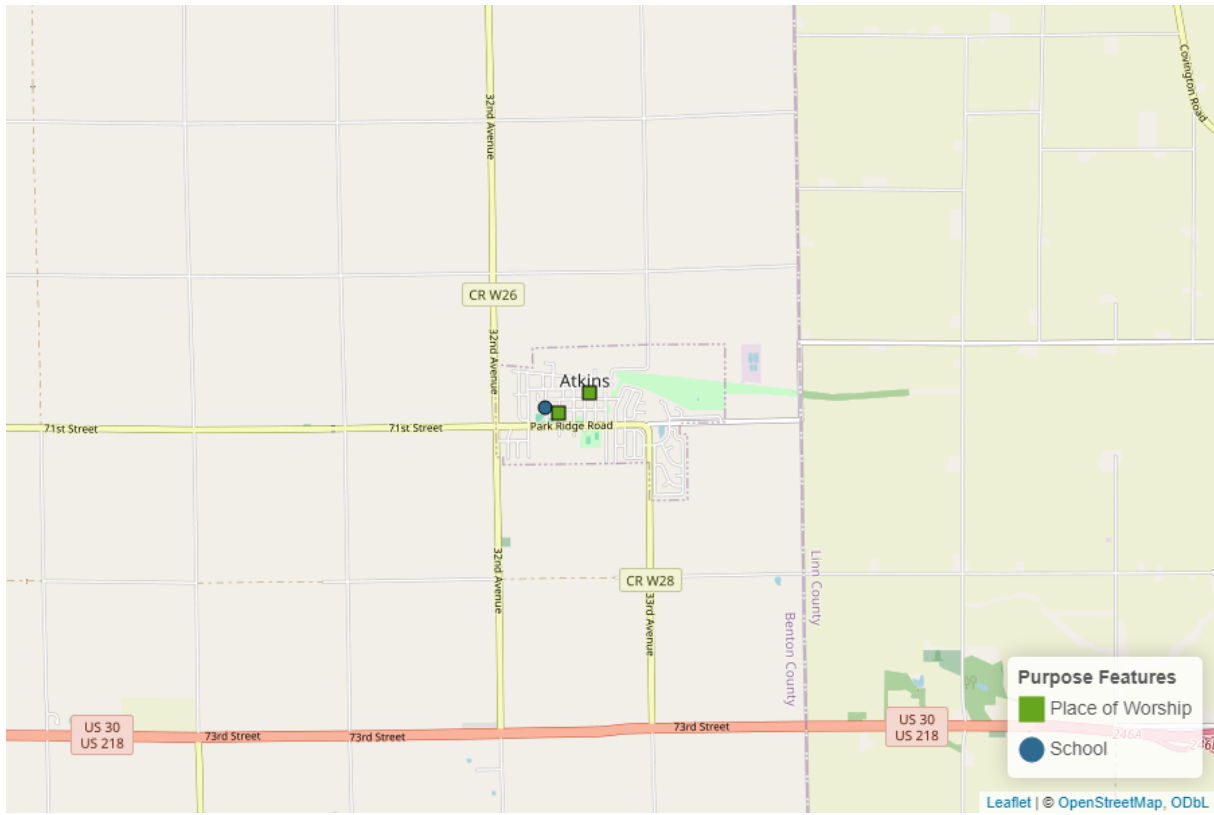 32nd Avenue
Covington Road
CR W26
32nd Avenue
Atkins
71st Street
71st Street
Park Ridge Road
32nd Avenue
CR W28
33rd Avenue
Linn County
Benton County
US 30
US 218
73rd Street
73rd Street
73rd Street
US 30
US 218
246A
Purpose Features
Place of Worship
School
Leaflet | © OpenStreetMap, ODbL